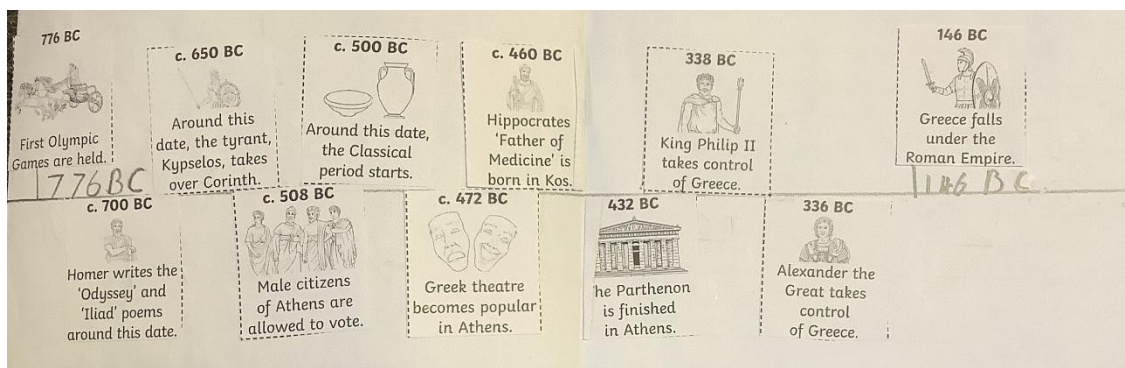 776 BC
First Olympic
Games are held.
776BC
c. 650 BC
Around this
date, the tyrant,
Kypselos, takes
over Corinth.
c. 500 BC
Around this date,
the Classical
period starts.
c. 460 BC
Hippocrates
'Father of
Medicine' is
born in Kos.
338 BC
King Philip II
takes control
of Greece.
146 BC
Greece falls
under the
Roman Empire.
146 BC
c. 700 BC
Homer writes the
'Odyssey' and
'Iliad' poems
around this date.
c. 508 BC
Male citizens
of Athens are
allowed to vote.
c. 472 BC
Greek theatre
becomes popular
in Athens.
432 BC
he Parthenon
is finished
in Athens.
336 BC
Alexander the
Great takes
control
of Greece.